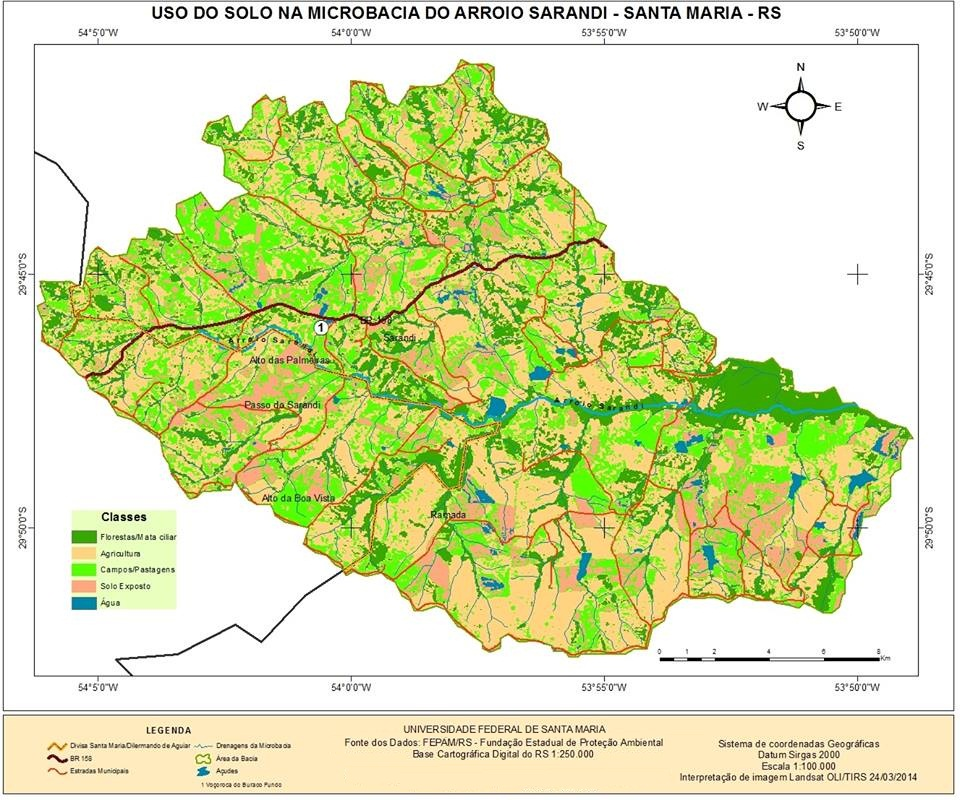 USO DO SOLO NA MICROBACIA DO ARROIO SARANDI - SANTA MARIA - RS
54°5'0"W 54°0'0"W 53°55'0"W 53°50'0"W
N
W E
S
29°45'0"S 29°45'0"S
1
BR 158
Sarandi
Arroio Sarandi
Alto das Palmeiras
Arroio Sarandi
Passo do Sarandi
Alto da Boa Vista
Ramada
29°50'0"S 29°50'0"S
Classes
Florestas/Mata ciliar
Agricultura
Campos/Pastagens
Solo Exposto
Água
0 1 2 4 6 8
Km
54°5'0"W 54°0'0"W 53°55'0"W 53°50'0"W
LEGENDA
Divisa Santa Maria/Dilermando de Aguiar
BR 158
Estradas Municipais
Drenagens da Microbacia
Área da Bacia
Açudes
1 Voçoroca do Buraco Fundo
UNIVERSIDADE FEDERAL DE SANTA MARIA
Fonte dos Dados: FEPAM/RS - Fundação Estadual de Proteção Ambiental
Base Cartográfica Digital do RS 1:250.000
Sistema de coordenadas Geográficas
Datum Sirgas 2000
Escala 1:100.000
Interpretação de imagem Landsat OLI/TIRS 24/03/2014